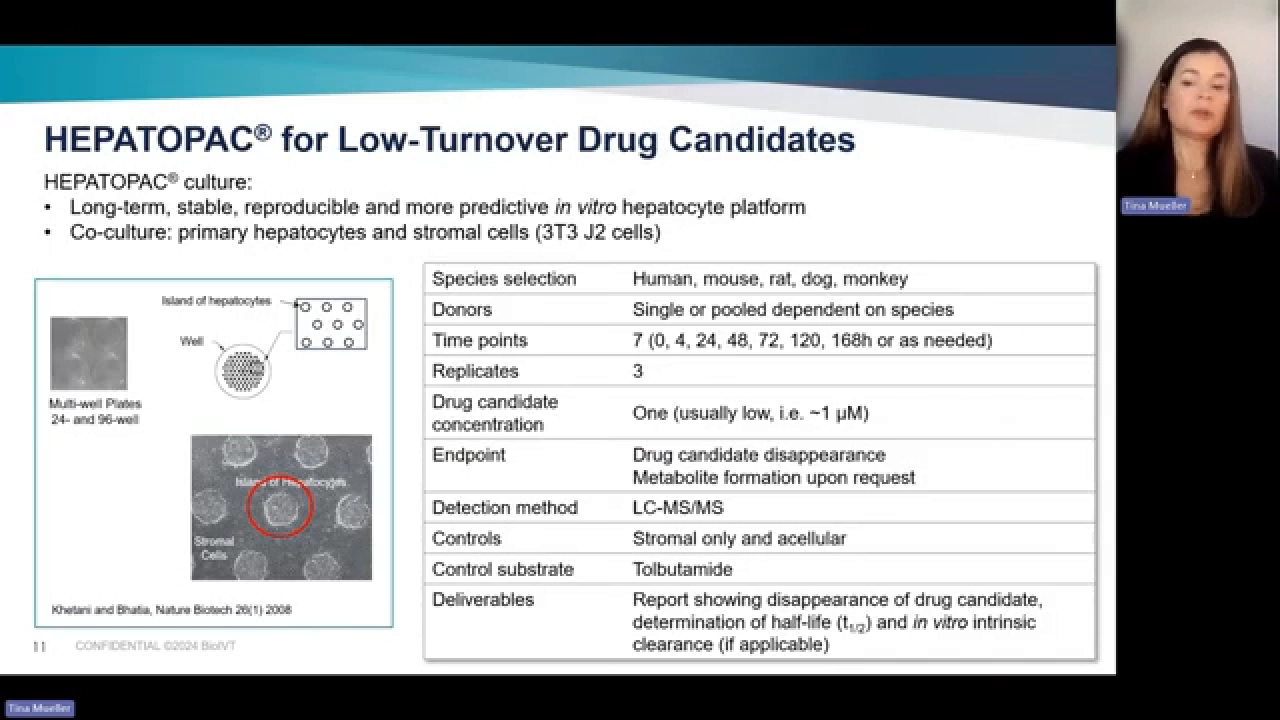 HEPATOPAC® for Low-Turnover Drug Candidates
HEPATOPAC® culture:
• Long-term, stable, reproducible and more predictive in vitro hepatocyte platform
• Co-culture: primary hepatocytes and stromal cells (3T3 J2 cells)
Island of hepatocytes
Well
Multi-well Plates
24- and 96-well
Island of Hepatocytes
Stromal
Cells
Khetani and Bhatia, Nature Biotech 26(1) 2008
Species selection Human, mouse, rat, dog, monkey
Donors Single or pooled dependent on species
Time points 7 (0, 4, 24, 48, 72, 120, 168h or as needed)
Replicates 3
Drug candidate
concentration
One (usually low, i.e. ~1 µM)
Endpoint Drug candidate disappearance
Metabolite formation upon request
Detection method LC-MS/MS
Controls Stromal only and acellular
Control substrate Tolbutamide
Deliverables Report showing disappearance of drug candidate,
determination of half-life (t1/2) and in vitro intrinsic
clearance (if applicable)
11 CONFIDENTIAL ©2024 BioIVT
Tina Mueller
Tina Mueller